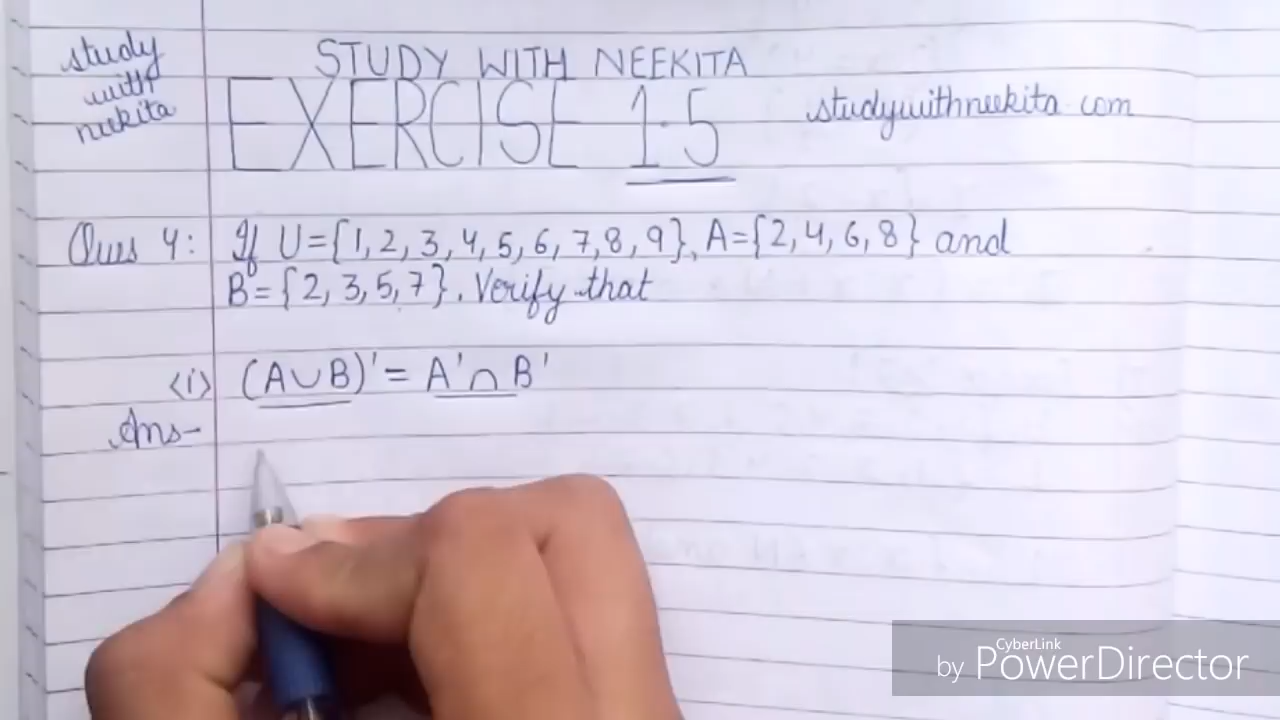 study
with
neekita
STUDY WITH NEEKITA
EXERCISE 1.5
studywithneekita.com
Ques 4: If U={1,2,3,4,5,6,7,8,9}, A={2,4,6,8} and
B={2,3,5,7}. Verify that
<i> (A∪B)'= A'∩B'
Ans-
CyberLink
by PowerDirector